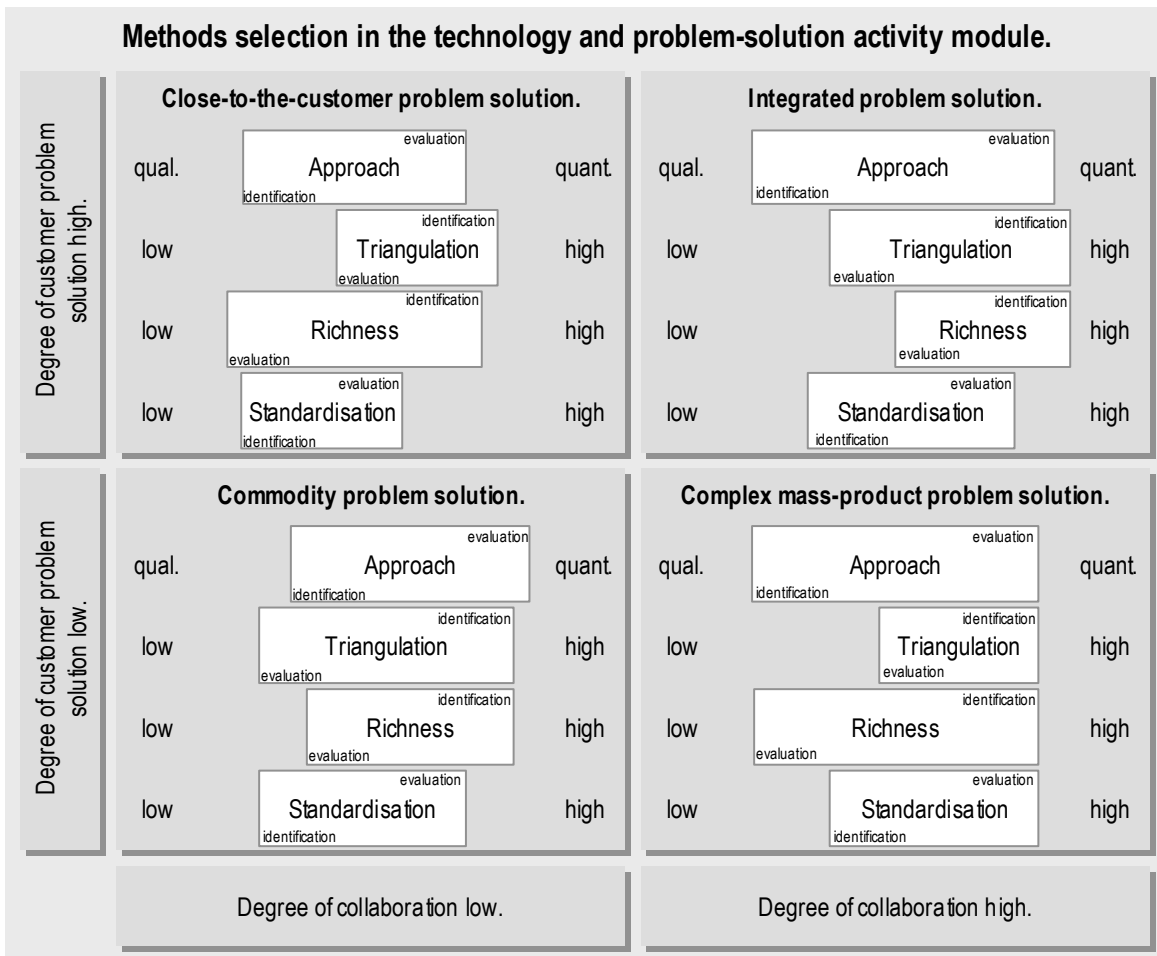 Methods selection in the technology and problem-solution activity module.
Degree of customer problem
solution high.
Close-to-the-customer problem solution.
evaluation
qual. Approach quant.
identification
identification
low Triangulation high
evaluation
identification
low Richness high
evaluation
evaluation
low Standardisation high
identification
Integrated problem solution.
evaluation
qual. Approach quant.
identification
identification
low Triangulation high
evaluation
identification
low Richness high
evaluation
evaluation
low Standardisation high
identification
Degree of customer problem
solution low.
Commodity problem solution.
evaluation
qual. Approach quant.
identification
identification
low Triangulation high
evaluation
identification
low Richness high
evaluation
evaluation
low Standardisation high
identification
Complex mass-product problem solution.
evaluation
qual. Approach quant.
identification
identification
low Triangulation high
evaluation
identification
low Richness high
evaluation
evaluation
low Standardisation high
identification
Degree of collaboration low.
Degree of collaboration high.